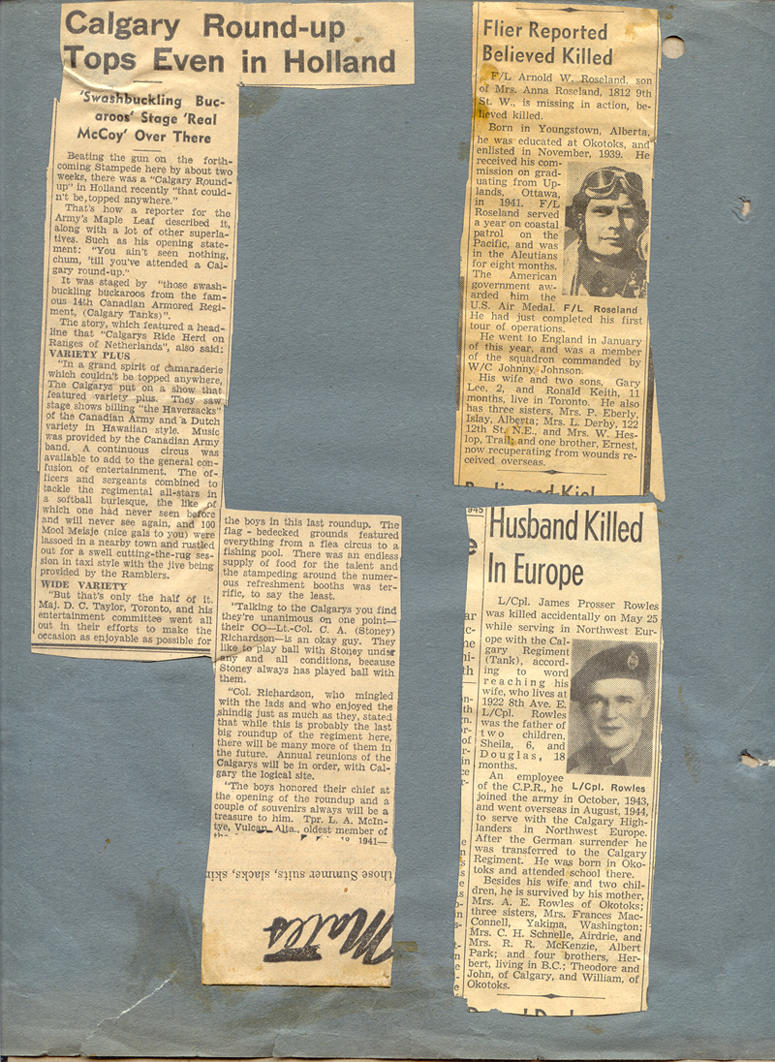 Calgary Round-up
Tops Even in Holland
'Swashbuckling Buc-
aroos' Stage 'Real
McCoy' Over There
Beating the gun on the forth-
coming Stampede here by about two
weeks, there was a "Calgary Round-
up" in Holland recently "that could-
n't be topped anywhere."
That's how a reporter for the
Army's Maple Leaf described it,
along with a lot of other superla-
tives. Such as his opening state-
ment: "You ain't seen nothing,
chum, 'till you've attended a Cal-
gary round-up."
It was staged by "those swash-
buckling buckaroos from the fam-
ous 14th Canadian Armored Regi-
ment, (Calgary Tanks)".
The story, which featured a head-
line that "Calgarys Ride Herd on
Ranges of Netherlands", also said:
VARIETY PLUS
"In a grand spirit of camaraderie
which couldn't be topped anywhere,
The Calgarys put on a show that
featured variety plus. They saw
stage shows billing "the Haversacks"
of the Canadian Army and a Dutch
variety in Hawaiian style. Music
was provided by the Canadian Army
band. A continuous circus was
available to add to the general con-
fusion of entertainment. The of-
ficers and sergeants combined to
tackle the regimental all-stars in
a softball burlesque, the like of
which one had never seen before
and will never see again, and 100
Mooi Meisje (nice gals to you) were
lassoed in a nearby town and rustled
out for a swell cutting-the-rug ses-
sion in taxi style with the jive being
provided by the Ramblers.
WIDE VARIETY
"But that's only the half of it.
Maj. D. C. Taylor, Toronto, and his
entertainment committee went all
out in their efforts to make the
occasion as enjoyable as possible for
the boys in this last roundup. The
flag - bedecked grounds featured
everything from a flea circus to a
fishing pool. There was an endless
supply of food for the talent and
the stampeding around the numer-
ous refreshment booths was ter-
rific, to say the least.
"Talking to the Calgarys you find
they're unanimous on one point—
their CO—Lt.-Col. C. A. (Stoney)
Richardson—is an okay guy. They
like to play ball with Stoney under
any and all conditions, because
Stoney always has played ball with
them.
"Col. Richardson, who mingled
with the lads and who enjoyed the
shindig just as much as they, stated
that while this is probably the last
big roundup of the regiment here,
there will be many more of them in
the future. Annual reunions of the
Calgarys will be in order, with Cal-
gary the logical site.
"The boys honored their chief at
the opening of the roundup and a
couple of souvenirs always will be a
treasure to him. Tpr. L. A. McIn-
tye, Vulcan, Alta., oldest member of
1941—
those Summer suits, slacks, skir
Males
Flier Reported
Believed Killed
F/L Arnold W. Roseland, son
of Mrs. Anna Roseland, 1812 9th
St. W., is missing in action, be-
lieved killed.
Born in Youngstown, Alberta,
he was educated at Okotoks, and
enlisted in November, 1939. He
received his com-
mission on grad-
uating from Up-
lands, Ottawa,
in 1941. F/L
Roseland served
a year on coastal
patrol on the
Pacific, and was
in the Aleutians
for eight months.
The American
government aw-
arded him the
U.S. Air Medal.
F/L Roseland
He had just completed his first
tour of operations.
He went to England in January
of this year, and was a member
of the squadron commanded by
W/C Johnny Johnson.
His wife and two sons, Gary
Lee, 2, and Ronald Keith, 11
months, live in Toronto. He also
has three sisters, Mrs. P. Eberly,
Islay, Alberta; Mrs. L. Derby, 122
12th St. N.E., and Mrs. W. Hes-
lop, Trail; and one brother, Ernest,
now recuperating from wounds re-
ceived overseas.
Husband Killed
In Europe
L/Cpl. James Prosser Rowles
was killed accidentally on May 25
while serving in Northwest Eur-
ope with the Cal-
gary Regiment
(Tank), accord-
ing to word
reaching his
wife, who lives at
1922 8th Ave. E.
L/Cpl. Rowles
was the father of
two children,
Sheila, 6, and
Douglas, 18
months.
An employee
of the C.P.R., he
L/Cpl. Rowles
joined the army in October, 1943,
and went overseas in August, 1944,
to serve with the Calgary High-
landers in Northwest Europe.
After the German surrender he
was transferred to the Calgary
Regiment. He was born in Oko-
toks and attended school there.
Besides his wife and two chil-
dren, he is survived by his mother,
Mrs. A. E. Rowles of Okotoks;
three sisters, Mrs. Frances Mac-
Connell, Yakima, Washington;
Mrs. C. H. Schnelle, Airdrie, and
Mrs. R. R. McKenzie, Albert
Park; and four brothers, Her-
bert, living in B.C.; Theodore and
John, of Calgary, and William, of
Okotoks.